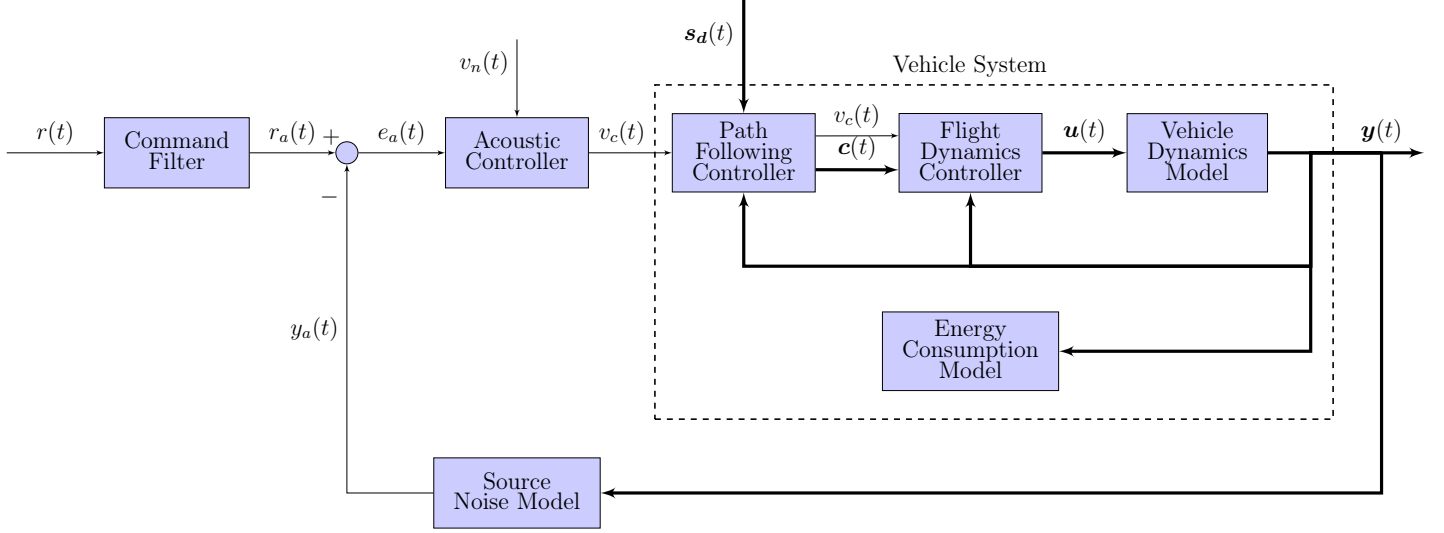 s_d(t)
v_n(t)
Vehicle System
r(t)
Command
Filter
r_a(t)
+
−
e_a(t)
Acoustic
Controller
v_c(t)
Path
Following
Controller
v_c(t)
c(t)
Flight
Dynamics
Controller
u(t)
Vehicle
Dynamics
Model
y(t)
y_a(t)
Energy
Consumption
Model
Source
Noise Model